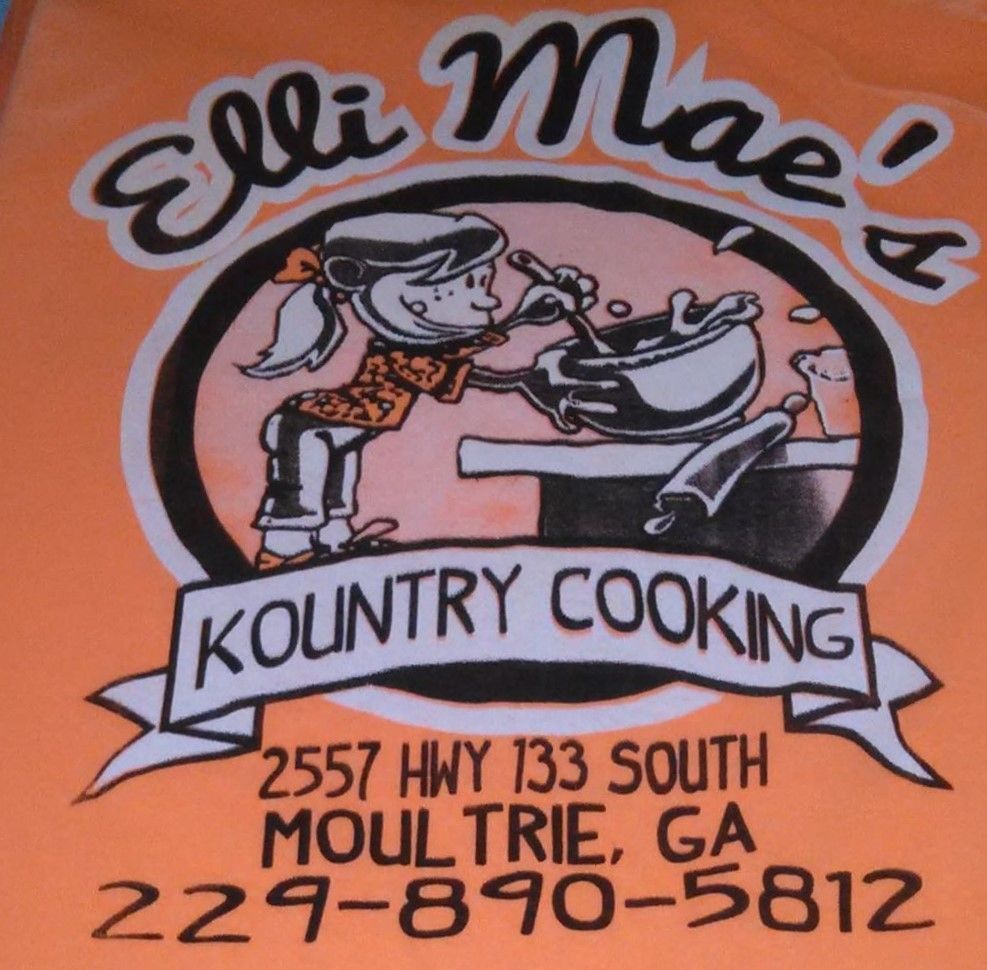 Elli Mae's
KOUNTRY COOKING
2557 HWY 133 SOUTH
MOULTRIE, GA
229-890-5812